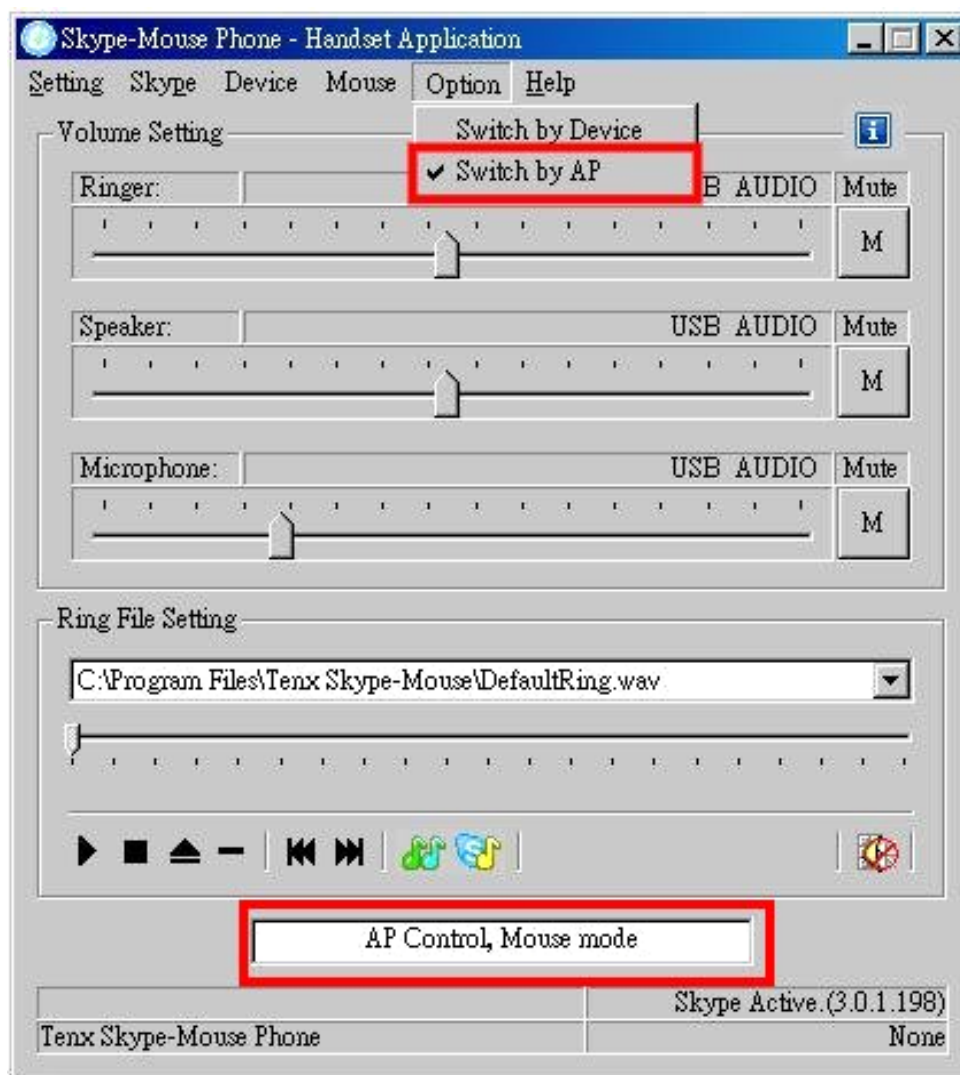 Skype-Mouse Phone - Handset Application
Setting Skype Device Mouse Option Help
Switch by Device
Switch by AP
Volume Setting
Ringer: B AUDIO Mute
M
Speaker: USB AUDIO Mute
M
Microphone: USB AUDIO Mute
M
Ring File Setting
C:\Program Files\Tenx Skype-Mouse\DefaultRing.wav
AP Control, Mouse mode
Skype Active.(3.0.1.198)
Tenx Skype-Mouse Phone None